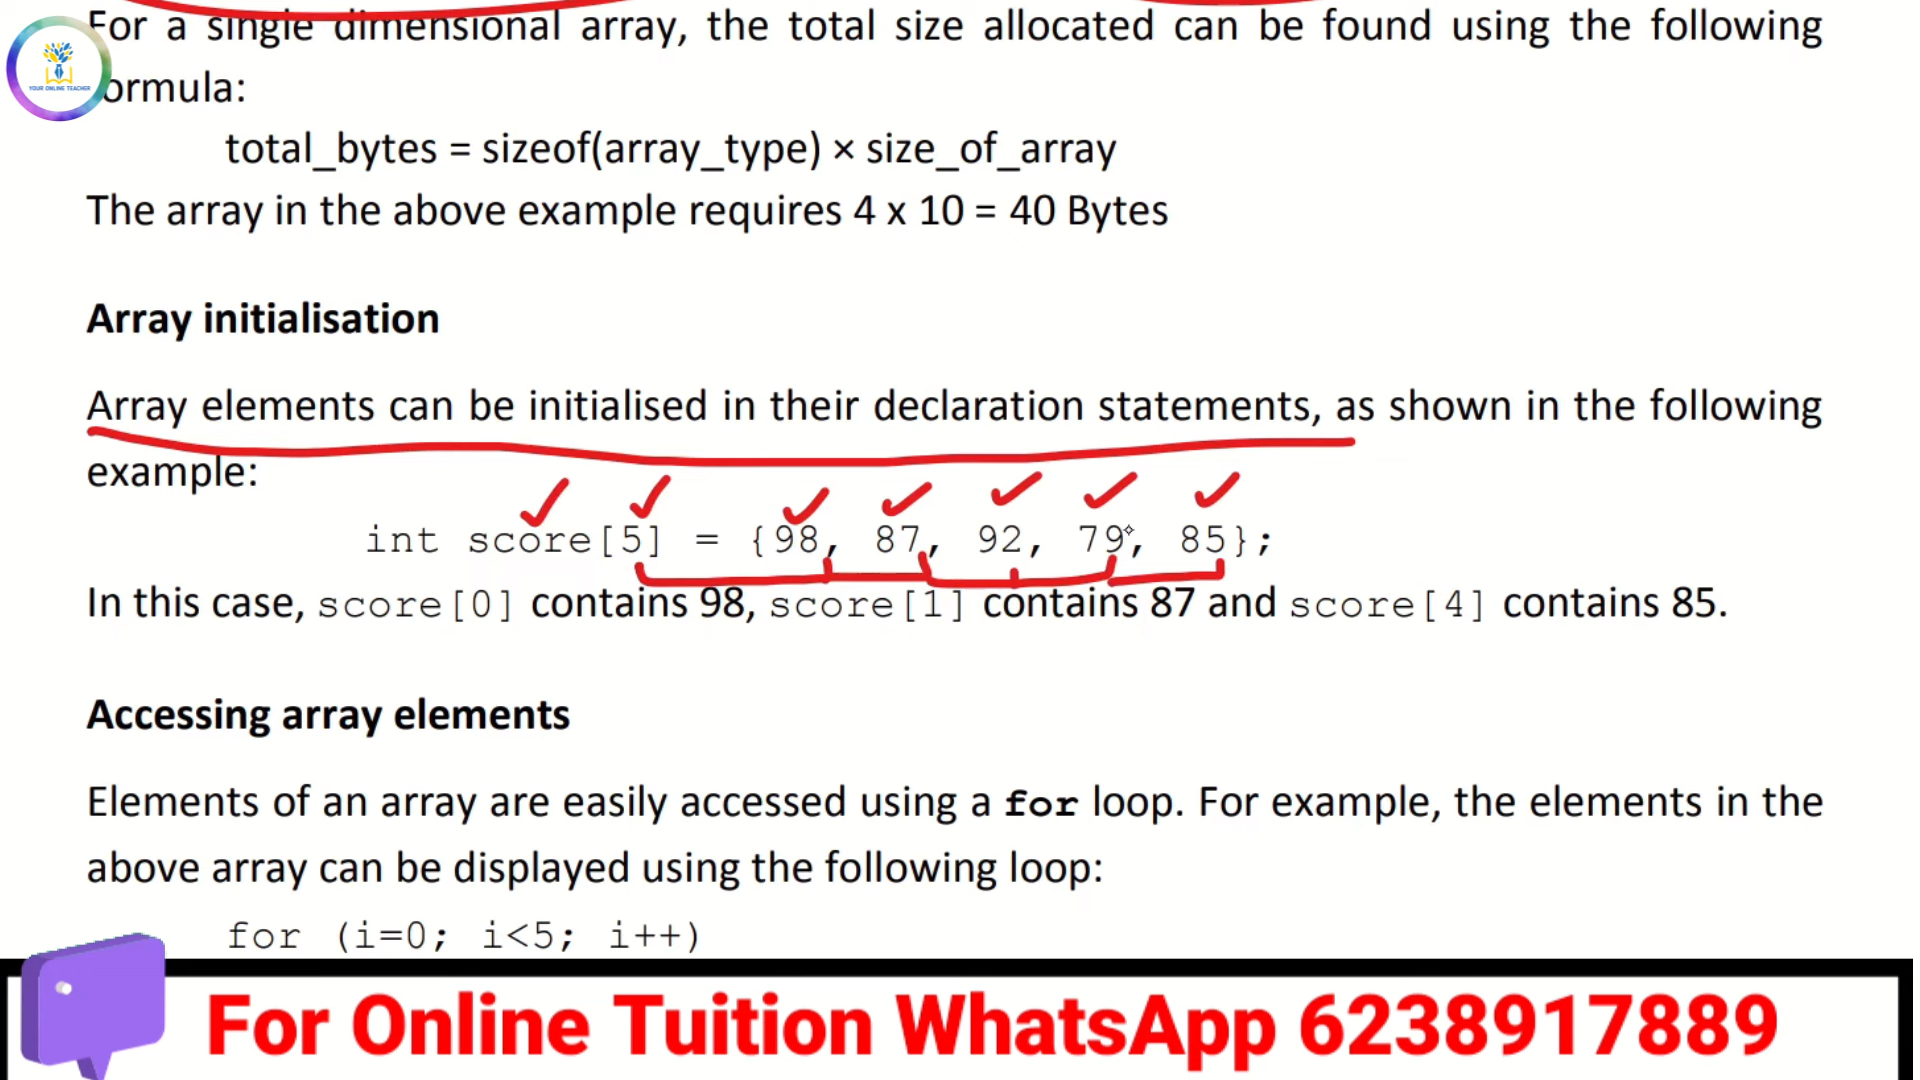 For a single dimensional array, the total size allocated can be found using the following
YOUR ONLINE TEACHER
ormula:
total_bytes = sizeof(array_type) × size_of_array
The array in the above example requires 4 x 10 = 40 Bytes
Array initialisation
Array elements can be initialised in their declaration statements, as shown in the following
example:
int score[5] = {98, 87, 92, 79, 85};
In this case, score[0] contains 98, score[1] contains 87 and score[4] contains 85.
Accessing array elements
Elements of an array are easily accessed using a for loop. For example, the elements in the
above array can be displayed using the following loop:
for (i=0; i<5; i++)
For Online Tuition WhatsApp 6238917889